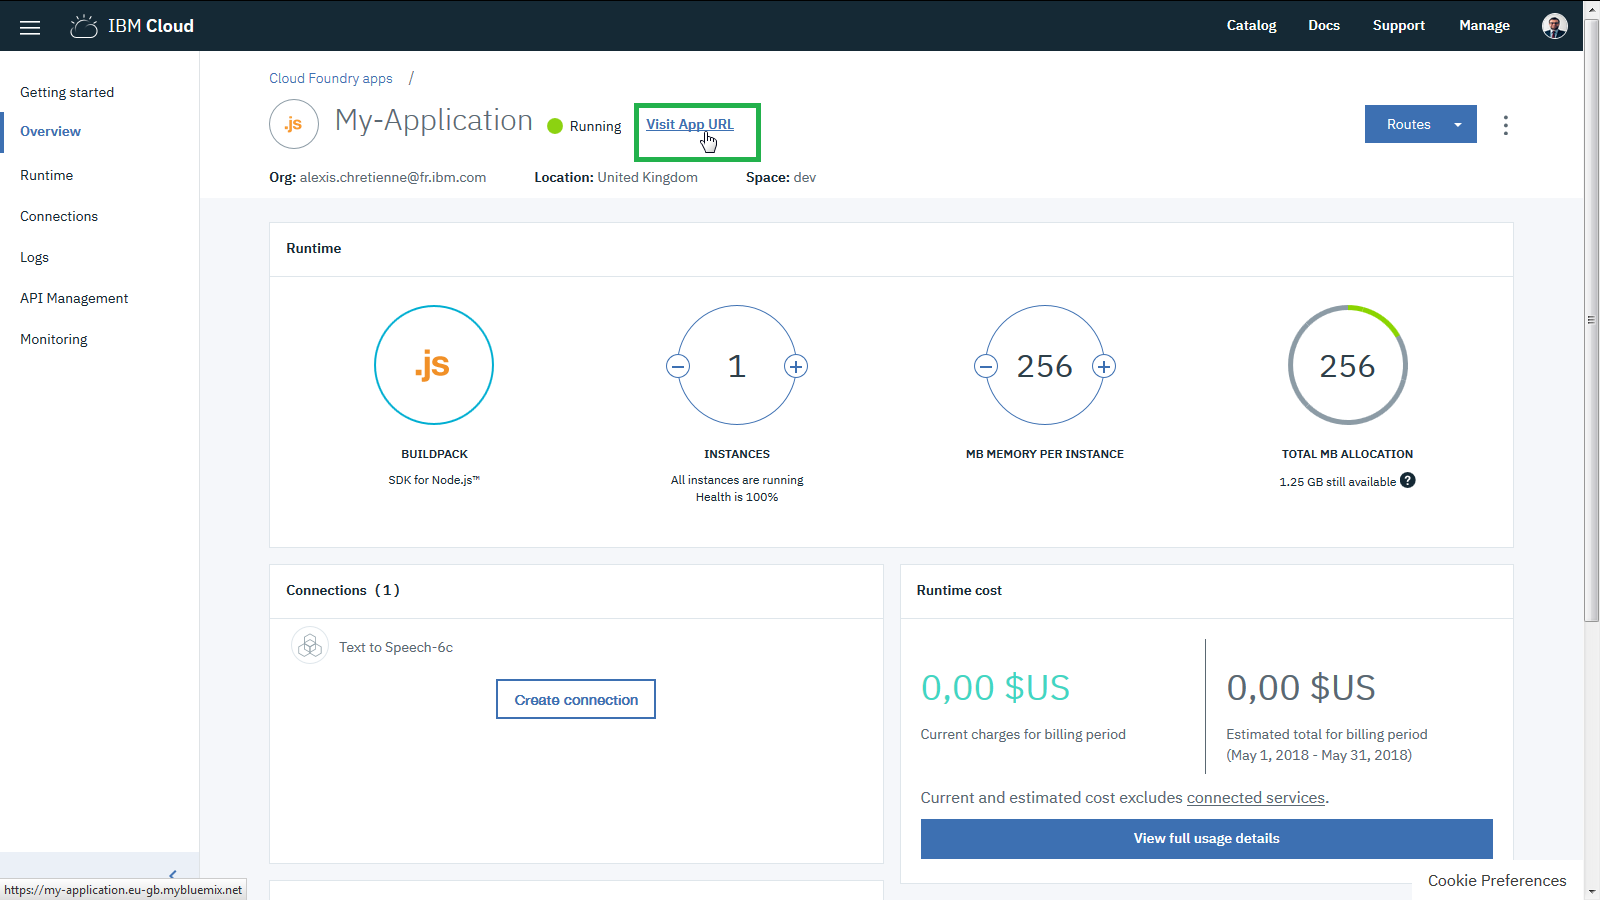 IBM Cloud
Catalog
Docs
Support
Manage
Getting started
Overview
Runtime
Connections
Logs
API Management
Monitoring
Cloud Foundry apps /
.js
My-Application
Running
Visit App URL
Routes
Org: alexis.chretienne@fr.ibm.com
Location: United Kingdom
Space: dev
Runtime
.js
BUILDPACK
SDK for Node.js™
1
INSTANCES
All instances are running
Health is 100%
256
MB MEMORY PER INSTANCE
256
TOTAL MB ALLOCATION
1.25 GB still available ?
Connections (1)
Text to Speech-6c
Create connection
Runtime cost
0,00 $US
Current charges for billing period
0,00 $US
Estimated total for billing period
(May 1, 2018 - May 31, 2018)
Current and estimated cost excludes connected services.
View full usage details
Cookie Preferences
https://my-application.eu-gb.mybluemix.net